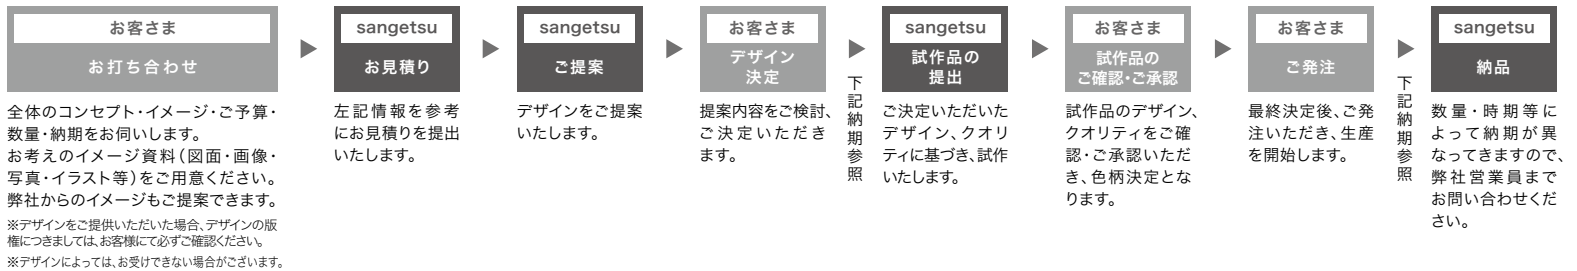 お客さま
お打ち合わせ
全体のコンセプト・イメージ・ご予算・
数量・納期をお伺いします。
お考えのイメージ資料(図面・画像・
写真・イラスト等)をご用意ください。
弊社からのイメージもご提案できます。
※デザインをご提供いただいた場合、デザインの版
権につきましては、お客様にて必ずご確認ください。
※デザインによっては、お受けできない場合がございます。
sangetsu
お見積り
左記情報を参考
にお見積りを提出
いたします。
sangetsu
ご提案
デザインをご提案
いたします。
お客さま
デザイン
決定
提案内容をご検討、
ご決定いただき
ます。
下記納期参照
sangetsu
試作品の
提出
ご決定いただいた
デザイン、クオリ
ティに基づき、試作
いたします。
お客さま
試作品の
ご確認・ご承認
試作品のデザイン、
クオリティをご確
認・ご承認いただ
き、色柄決定とな
ります。
お客さま
ご発注
最終決定後、ご発
注いただき、生産
を開始します。
下記納期参照
sangetsu
納品
数量・時期等に
よって納期が異
なってきますので、
弊社営業員まで
お問い合わせくだ
さい。